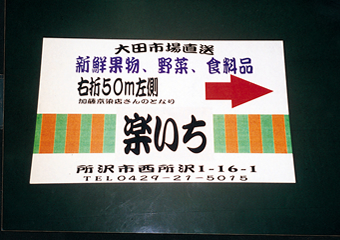 大田市場直送
新鮮果物、野菜、食料品
右折50m左側
加藤京染店さんのとなり
楽いち
所沢市西所沢1-16-1
TEL0429-21-5015